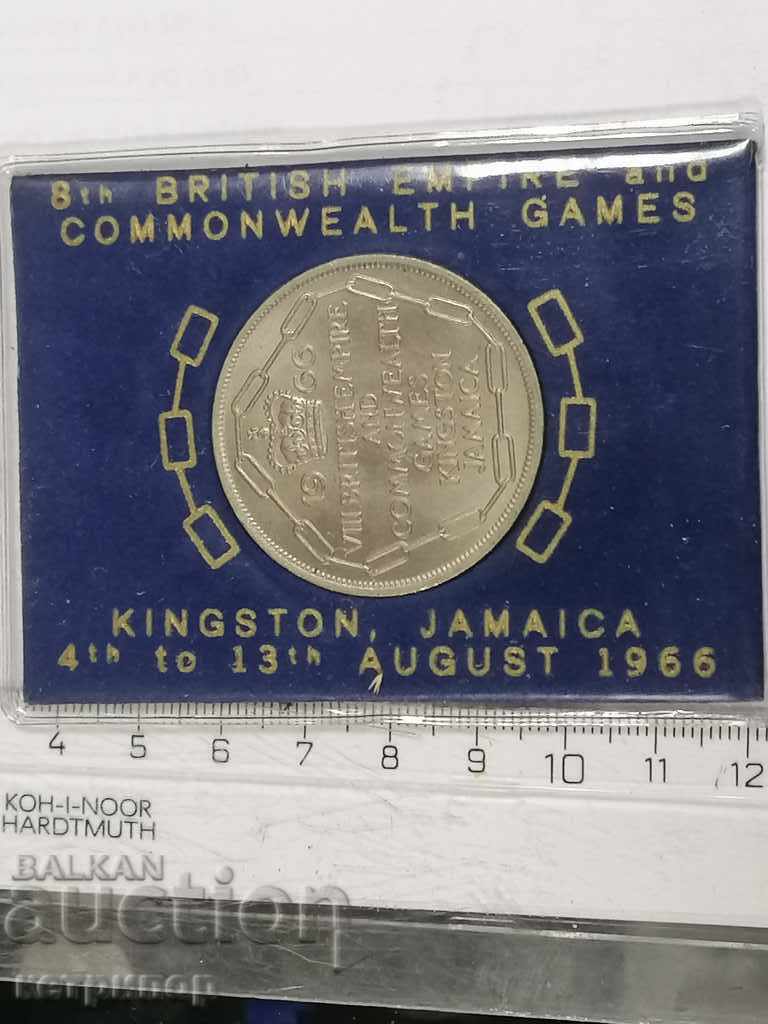 8th BRITISH EMPIRE and
COMMONWEALTH GAMES
19 66
VIII BRITISH EMPIRE
AND
COMMONWEALTH
GAMES
KINGSTON
JAMAICA
KINGSTON, JAMAICA
4th to 13th AUGUST 1966
4 5 6 7 8 9 10 11 12
KOH-I-NOOR
HARDTMUTH
BALKAN
auction
кетрипор